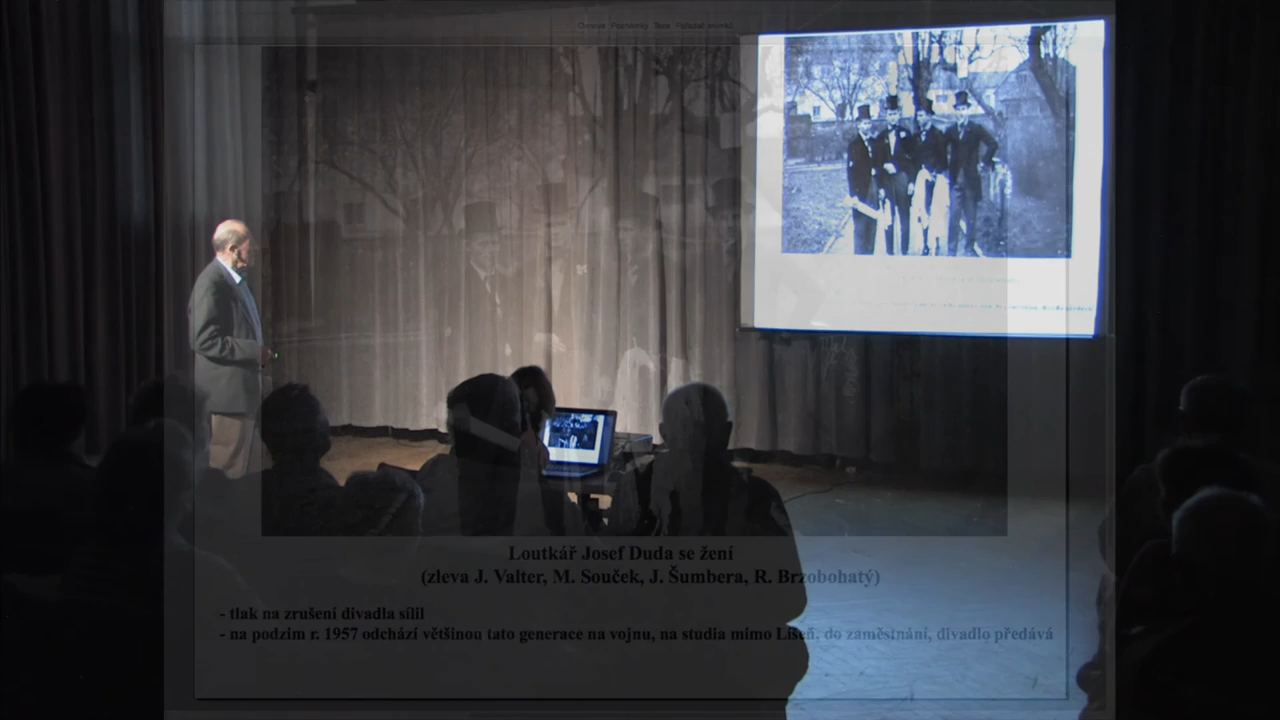 Loutkář Josef Duda se žení
(zleva J. Valter, M. Souček, J. Šumbera, R. Brzobohatý)
- tlak na zrušení divadla sílil
- na podzim r. 1957 odchází většinou tato generace na vojnu, na studia mimo Líšeň, do zaměstnání, divadlo předává